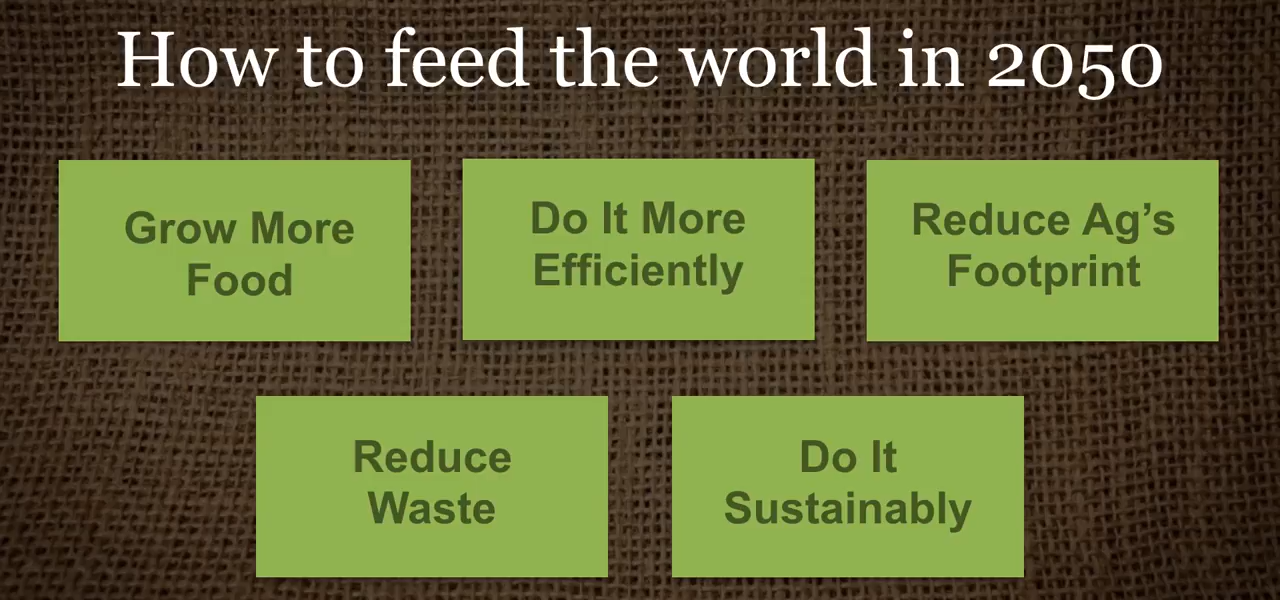 How to feed the world in 2050
Grow More
Food
Do It More
Efficiently
Reduce Ag’s
Footprint
Reduce
Waste
Do It
Sustainably